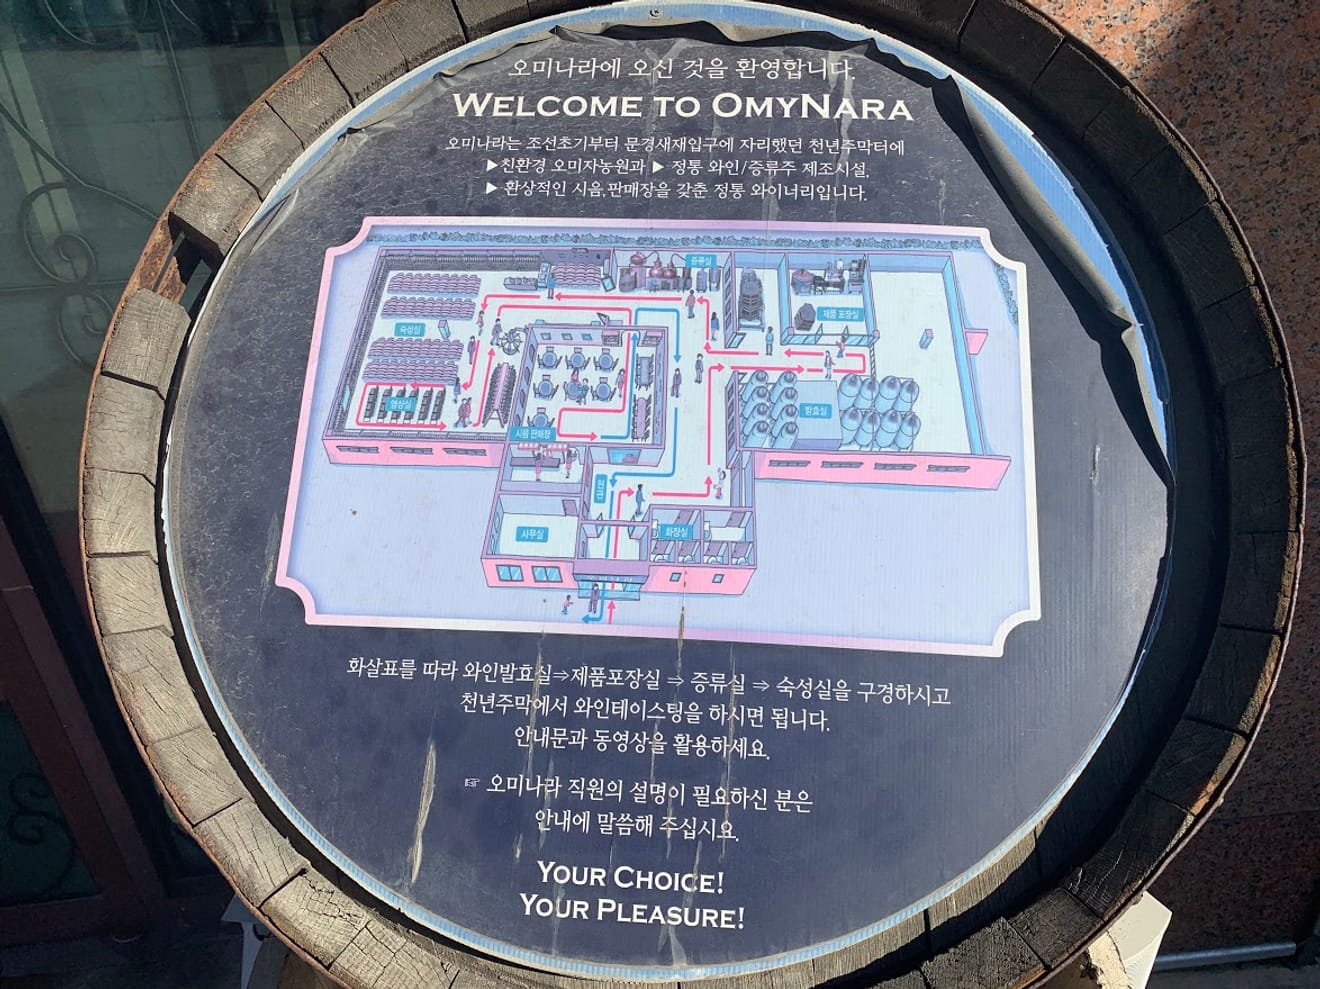 오미나라에 오신 것을 환영합니다.
WELCOME TO OMYNARA
오미나라는 조선초기부터 문경새재입구에 자리했던 천년주막터에
▶친환경 오미자농원과 ▶ 정통 와인/증류주 제조시설,
▶ 환상적인 시음,판매장을 갖춘 정통 와이너리입니다.
증류실
제품 포장실
숙성실
영상실
발효실
시음 판매장
사무실
화장실
화살표를 따라 와인발효실⇒제품포장실 ⇒ 증류실 ⇒ 숙성실을 구경하시고
천년주막에서 와인테이스팅을 하시면 됩니다.
안내문과 동영상을 활용하세요.
☞ 오미나라 직원의 설명이 필요하신 분은
안내에 말씀해 주십시요.
YOUR CHOICE!
YOUR PLEASURE!